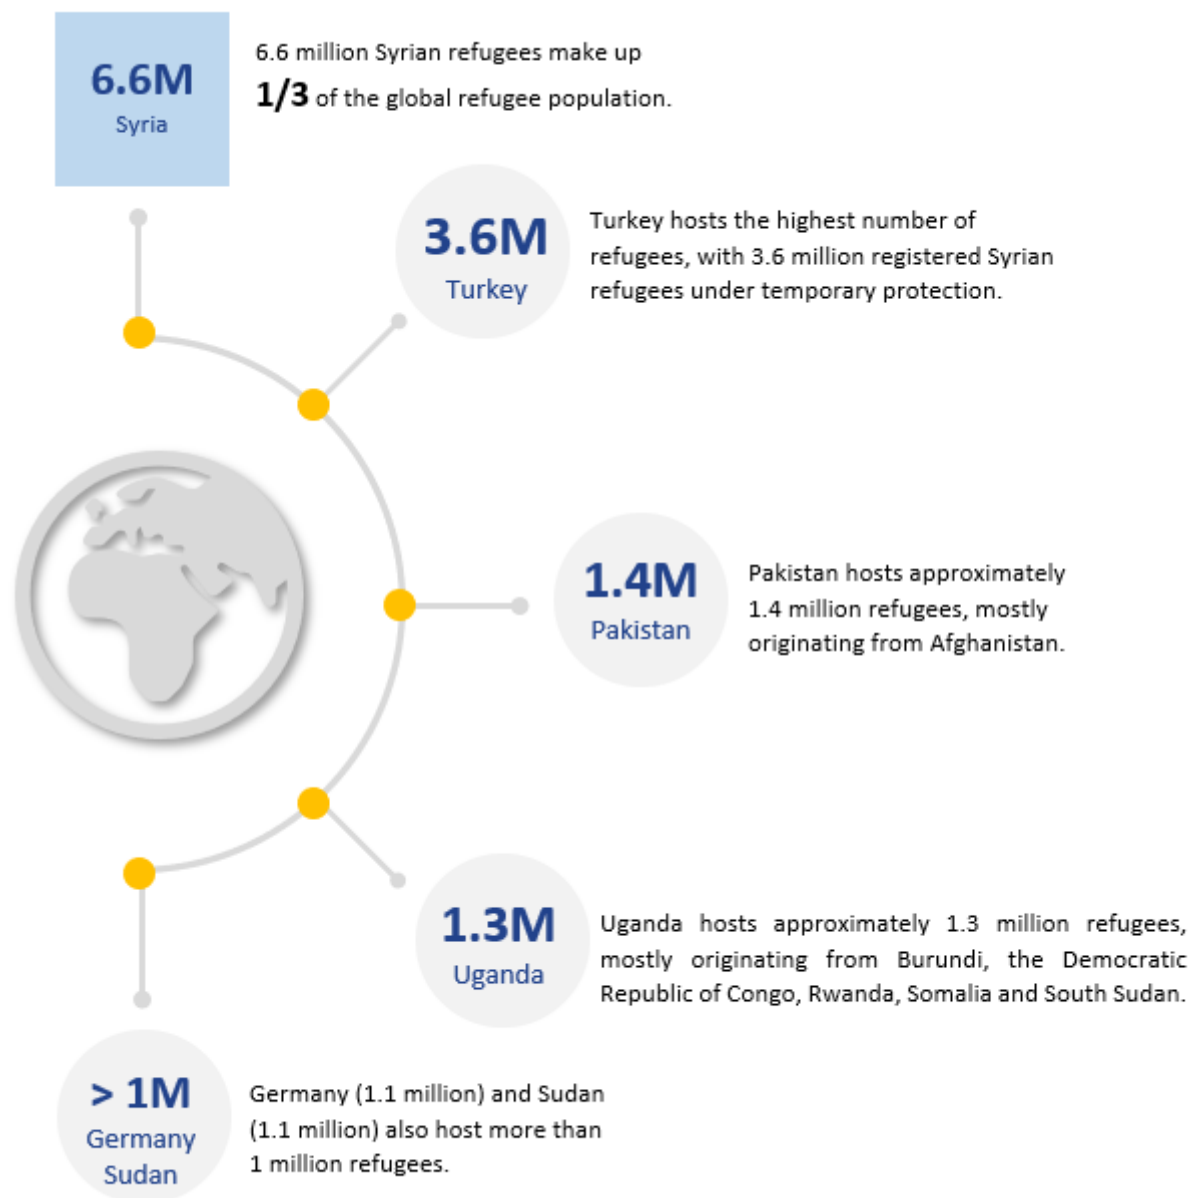 6.6M
Syria
6.6 million Syrian refugees make up
1/3 of the global refugee population.
3.6M
Turkey
Turkey hosts the highest number of
refugees, with 3.6 million registered Syrian
refugees under temporary protection.
1.4M
Pakistan
Pakistan hosts approximately
1.4 million refugees, mostly
originating from Afghanistan.
1.3M
Uganda
Uganda hosts approximately 1.3 million refugees,
mostly originating from Burundi, the Democratic
Republic of Congo, Rwanda, Somalia and South Sudan.
> 1M
Germany
Sudan
Germany (1.1 million) and Sudan
(1.1 million) also host more than
1 million refugees.